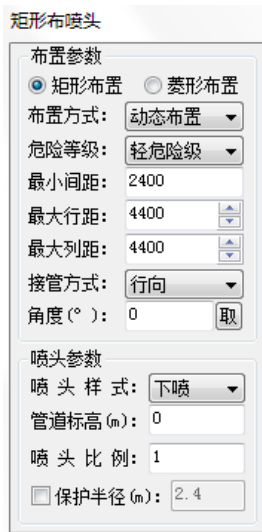 矩形布喷头
布置参数
矩形布置 菱形布置
布置方式: 动态布置
危险等级: 轻危险级
最小间距: 2400
最大行距: 4400
最大列距: 4400
接管方式: 行向
角度(° ): 0 取
喷头参数
喷 头 样 式: 下喷
管道标高(m): 0
喷 头 比 例: 1
保护半径(m): 2.4